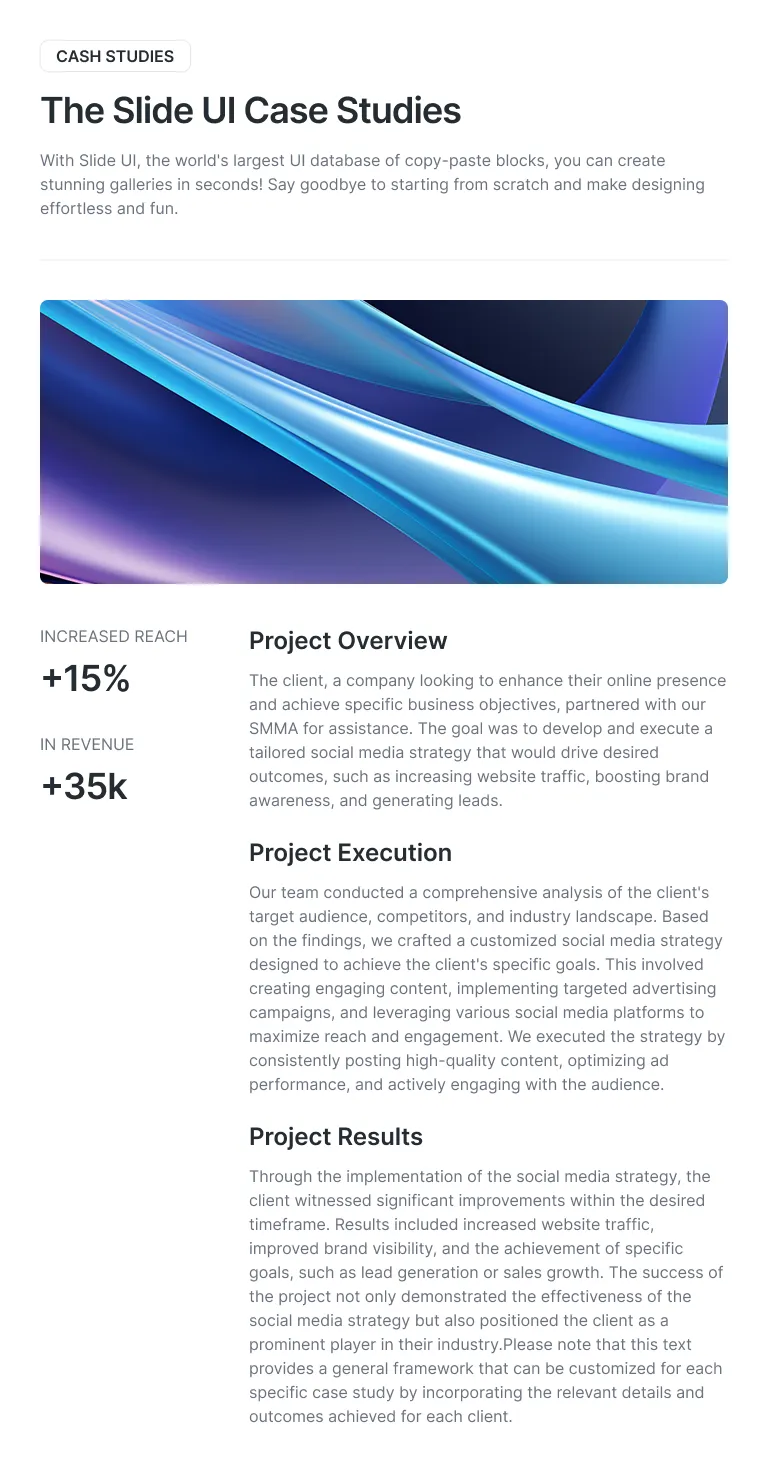 CASH STUDIES
The Slide UI Case Studies
With Slide UI, the world's largest UI database of copy-paste blocks, you can create
stunning galleries in seconds! Say goodbye to starting from scratch and make designing
effortless and fun.
INCREASED REACH
+15%
IN REVENUE
+35k
Project Overview
The client, a company looking to enhance their online presence
and achieve specific business objectives, partnered with our
SMMA for assistance. The goal was to develop and execute a
tailored social media strategy that would drive desired
outcomes, such as increasing website traffic, boosting brand
awareness, and generating leads.
Project Execution
Our team conducted a comprehensive analysis of the client's
target audience, competitors, and industry landscape. Based
on the findings, we crafted a customized social media strategy
designed to achieve the client's specific goals. This involved
creating engaging content, implementing targeted advertising
campaigns, and leveraging various social media platforms to
maximize reach and engagement. We executed the strategy by
consistently posting high-quality content, optimizing ad
performance, and actively engaging with the audience.
Project Results
Through the implementation of the social media strategy, the
client witnessed significant improvements within the desired
timeframe. Results included increased website traffic,
improved brand visibility, and the achievement of specific
goals, such as lead generation or sales growth. The success of
the project not only demonstrated the effectiveness of the
social media strategy but also positioned the client as a
prominent player in their industry.Please note that this text
provides a general framework that can be customized for each
specific case study by incorporating the relevant details and
outcomes achieved for each client.